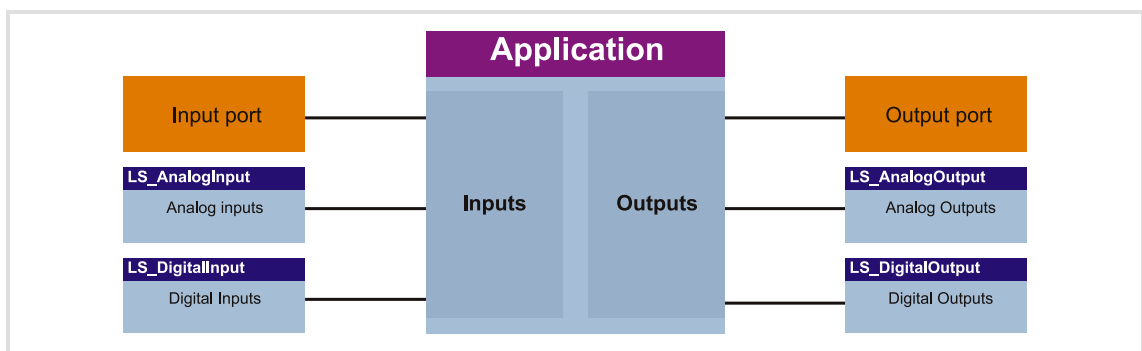 Application
Input port
Output port
LS_AnalogInput
LS_AnalogOutput
Analog inputs
Inputs
Outputs
Analog Outputs
LS_DigitalInput
LS_DigitalOutput
Digital Inputs
Digital Outputs